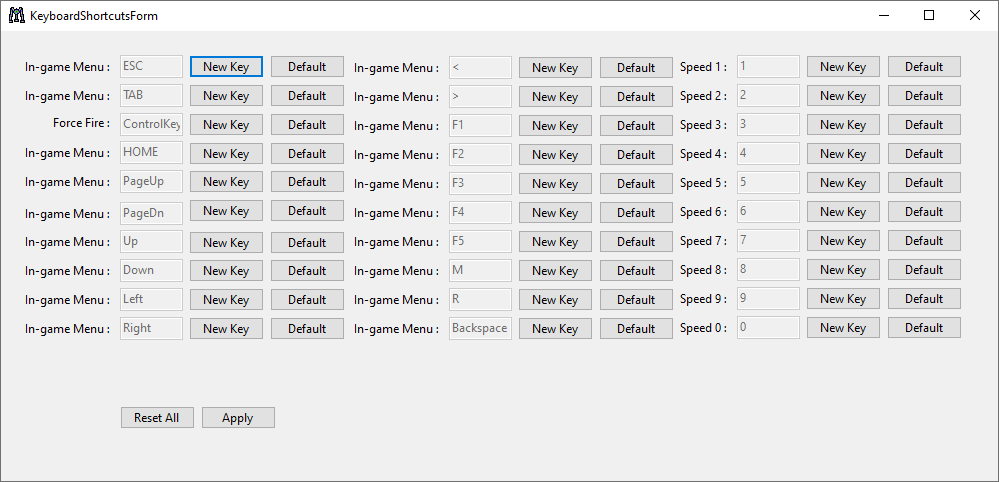 KeyboardShortcutsForm
In-game Menu : ESC New Key Default In-game Menu : < New Key Default Speed 1 : 1 New Key Default
In-game Menu : TAB New Key Default In-game Menu : > New Key Default Speed 2 : 2 New Key Default
Force Fire : ControlKey New Key Default In-game Menu : F1 New Key Default Speed 3 : 3 New Key Default
In-game Menu : HOME New Key Default In-game Menu : F2 New Key Default Speed 4 : 4 New Key Default
In-game Menu : PageUp New Key Default In-game Menu : F3 New Key Default Speed 5 : 5 New Key Default
In-game Menu : PageDn New Key Default In-game Menu : F4 New Key Default Speed 6 : 6 New Key Default
In-game Menu : Up New Key Default In-game Menu : F5 New Key Default Speed 7 : 7 New Key Default
In-game Menu : Down New Key Default In-game Menu : M New Key Default Speed 8 : 8 New Key Default
In-game Menu : Left New Key Default In-game Menu : R New Key Default Speed 9 : 9 New Key Default
In-game Menu : Right New Key Default In-game Menu : Backspace New Key Default Speed 0 : 0 New Key Default
Reset All Apply